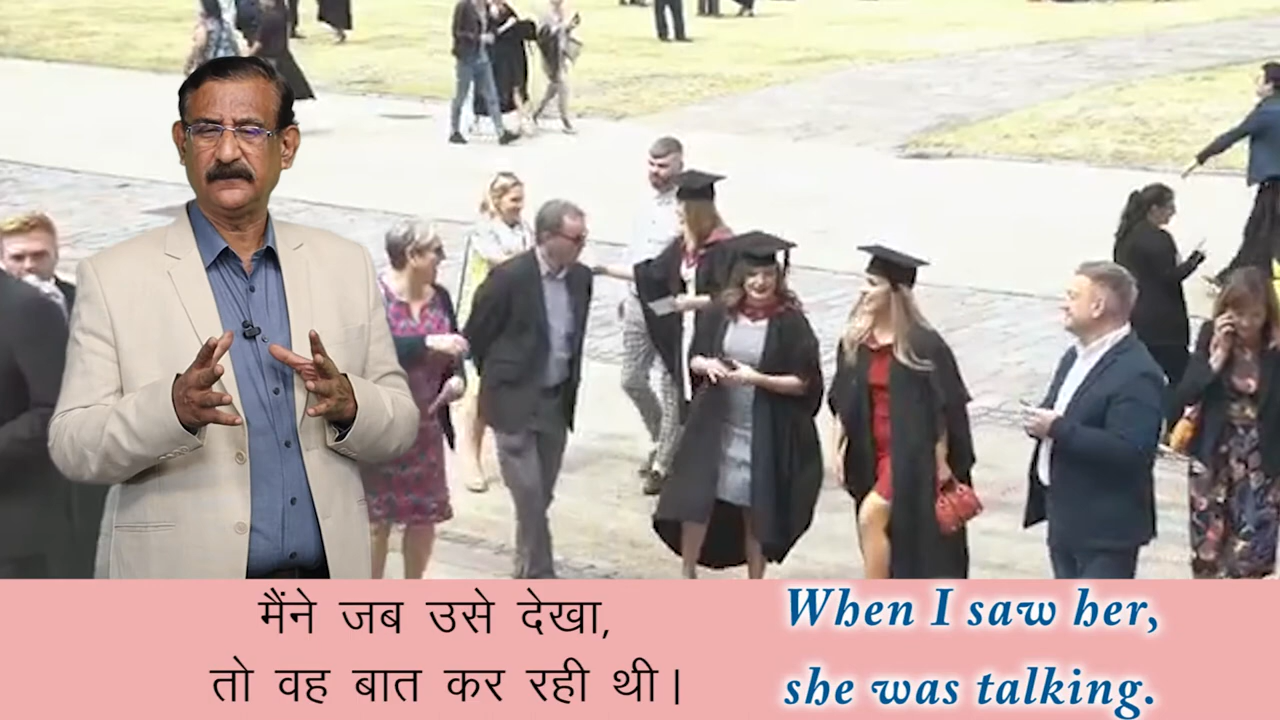 मैंने जब उसे देखा,
तो वह बात कर रही थी।
When I saw her,
she was talking.